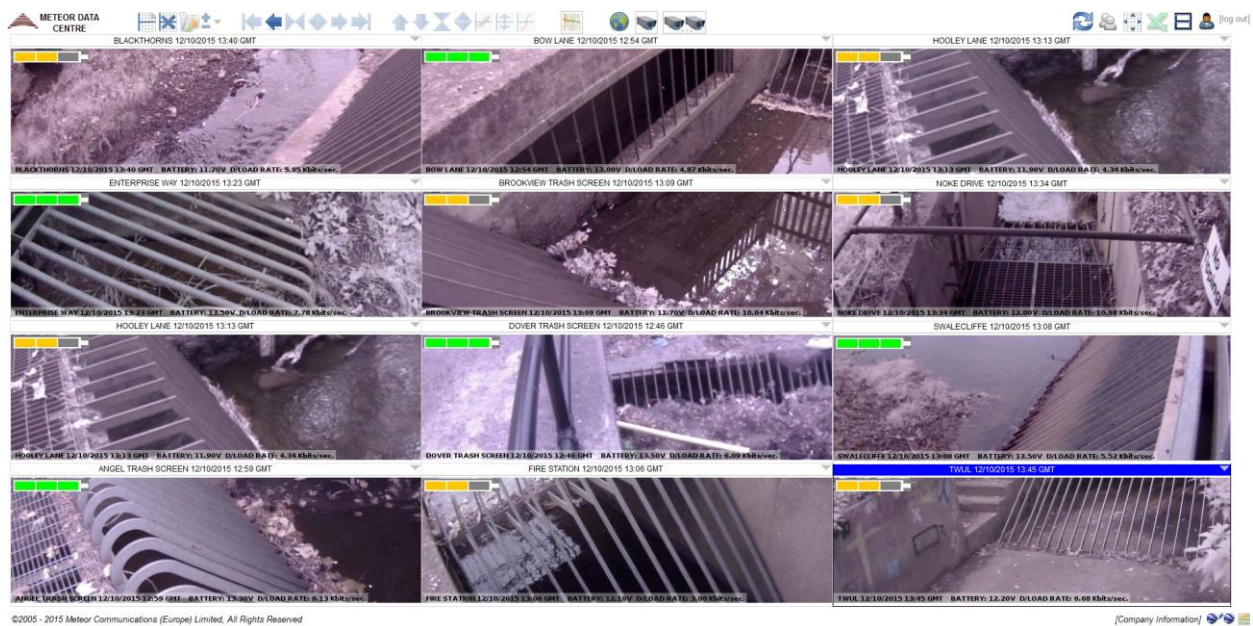 METEOR DATA
CENTRE
[log out]
BLACKTHORNS 12/10/2015 13:40 GMT
BOW LANE 12/10/2015 12:54 GMT
HOOLEY LANE 12/10/2015 13:13 GMT
BLACKTHORNS 12/10/2015 13:40 GMT BATTERY: 11.70V D/LOAD RATE: 5.85 Kbits/sec.
BOW LANE 12/10/2015 12:54 GMT BATTERY: 13.00V D/LOAD RATE: 4.87 Kbits/sec.
HOOLEY LANE 12/10/2015 13:13 GMT BATTERY: 11.90V D/LOAD RATE: 4.34 Kbits/sec.
ENTERPRISE WAY 12/10/2015 13:23 GMT
BROOKVIEW TRASH SCREEN 12/10/2015 13:09 GMT
NOKE DRIVE 12/10/2015 13:34 GMT
ENTERPRISE WAY 12/10/2015 13:23 GMT BATTERY: 13.50V D/LOAD RATE: 7.78 Kbits/sec.
BROOKVIEW TRASH SCREEN 12/10/2015 13:09 GMT BATTERY: 11.70V D/LOAD RATE: 10.64 Kbits/sec.
NOKE DRIVE 12/10/2015 13:34 GMT BATTERY: 12.00V D/LOAD RATE: 10.98 Kbits/sec.
HOOLEY LANE 12/10/2015 13:13 GMT
DOVER TRASH SCREEN 12/10/2015 12:46 GMT
SWALECLIFFE 12/10/2015 13:08 GMT
HOOLEY LANE 12/10/2015 13:13 GMT BATTERY: 11.90V D/LOAD RATE: 4.34 Kbits/sec.
DOVER TRASH SCREEN 12/10/2015 12:46 GMT BATTERY: 13.50V D/LOAD RATE: 6.09 Kbits/sec.
SWALECLIFFE 12/10/2015 13:08 GMT BATTERY: 13.50V D/LOAD RATE: 5.52 Kbits/sec.
ANGEL TRASH SCREEN 12/10/2015 12:59 GMT
FIRE STATION 12/10/2015 13:06 GMT
TWUL 12/10/2015 13:45 GMT
ANGEL TRASH SCREEN 12/10/2015 12:59 GMT BATTERY: 13.30V D/LOAD RATE: 6.13 Kbits/sec.
FIRE STATION 12/10/2015 13:06 GMT BATTERY: 12.10V D/LOAD RATE: 3.00 Kbits/sec.
TWUL 12/10/2015 13:45 GMT BATTERY: 12.20V D/LOAD RATE: 6.68 Kbits/sec.
©2005 - 2015 Meteor Communications (Europe) Limited, All Rights Reserved
[Company Information]